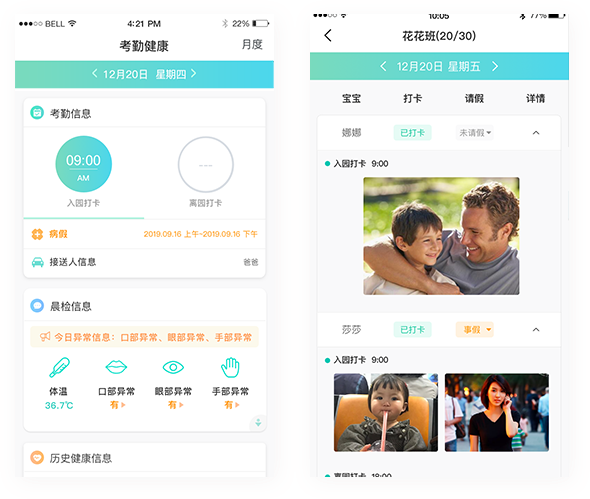 BELL 4:21 PM 22%
考勤健康 月度
12月20日 星期四
考勤信息
09:00
AM
---
入园打卡 离园打卡
病假 2019.09.16 上午~2019.09.16 下午
接送人信息 爸爸
晨检信息
今日异常信息：口部异常、眼部异常、手部异常
体温 口部异常 眼部异常 手部异常
36.7℃ 有 有 有
历史健康信息
10:05 77%
花花班(20/30)
12月20日 星期五
宝宝 打卡 请假 详情
娜娜 已打卡 未请假
入园打卡 9:00
莎莎 已打卡 事假
入园打卡 9:00
离园打卡 18:00